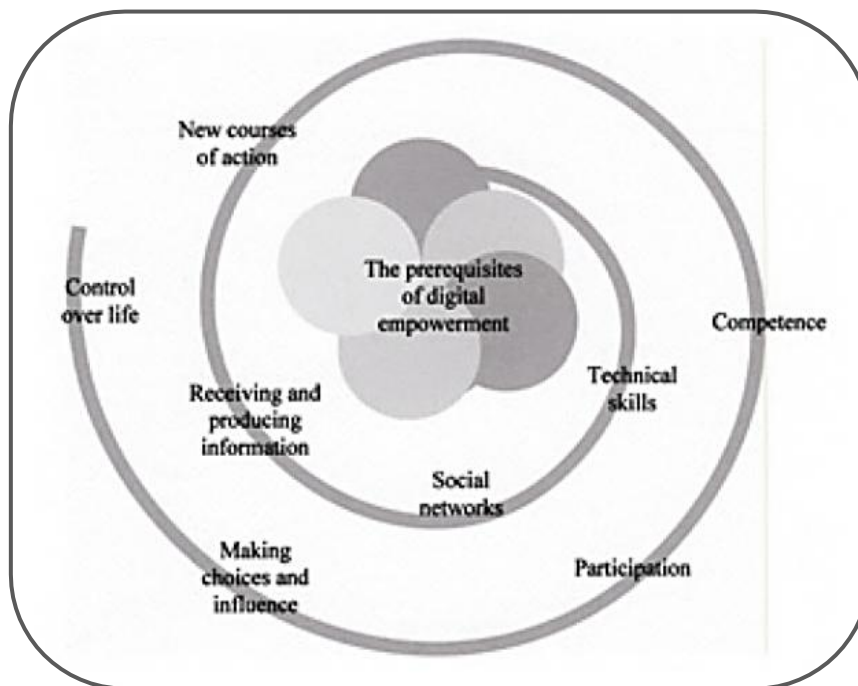 New courses
of action
The prerequisites
of digital
empowerment
Control
over life
Competence
Technical
skills
Receiving and
producing
information
Social
networks
Making
choices and
influence
Participation